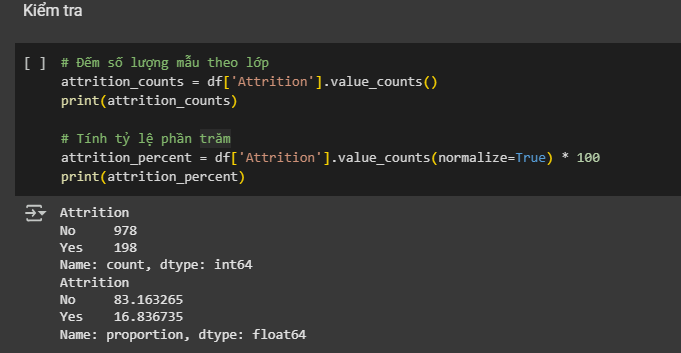 Kiểm tra
[ ] # Đếm số lượng mẫu theo lớp
attrition_counts = df['Attrition'].value_counts()
print(attrition_counts)
# Tính tỷ lệ phần trăm
attrition_percent = df['Attrition'].value_counts(normalize=True) * 100
print(attrition_percent)
Attrition
No     978
Yes    198
Name: count, dtype: int64
Attrition
No     83.163265
Yes    16.836735
Name: proportion, dtype: float64